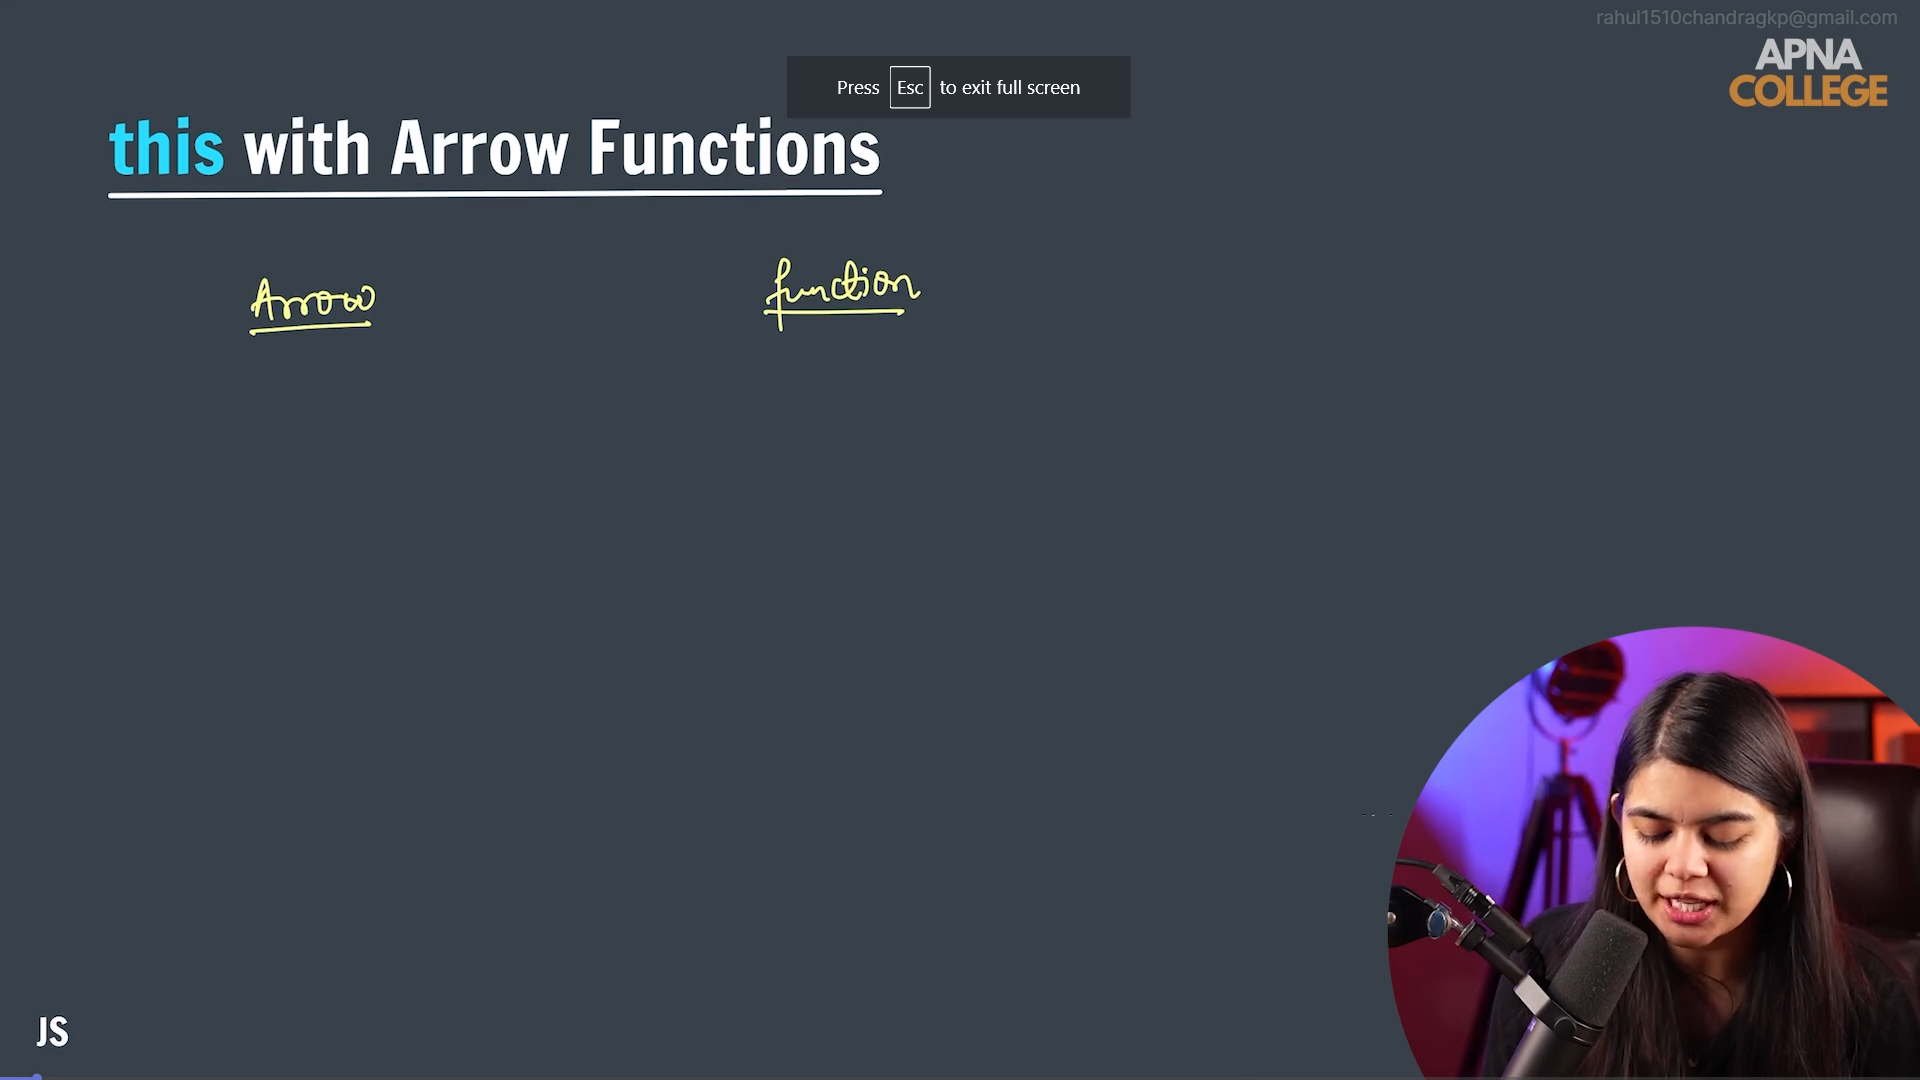 rahul1510chandragkp@gmail.com
APNA
COLLEGE
Press Esc to exit full screen
this with Arrow Functions
Arrow
function
JS